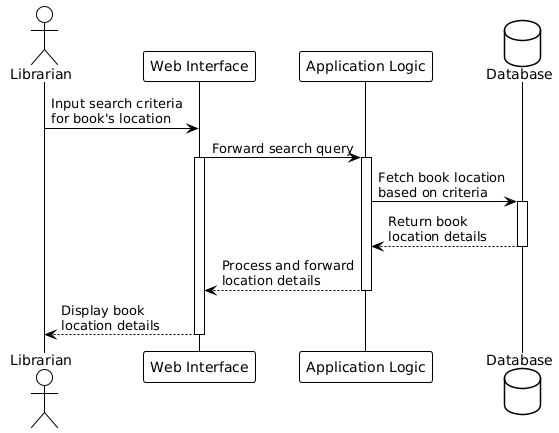 Librarian
Web Interface
Application Logic
Database
Input search criteria
for book's location
Forward search query
Fetch book location
based on criteria
Return book
location details
Process and forward
location details
Display book
location details
Librarian
Web Interface
Application Logic
Database